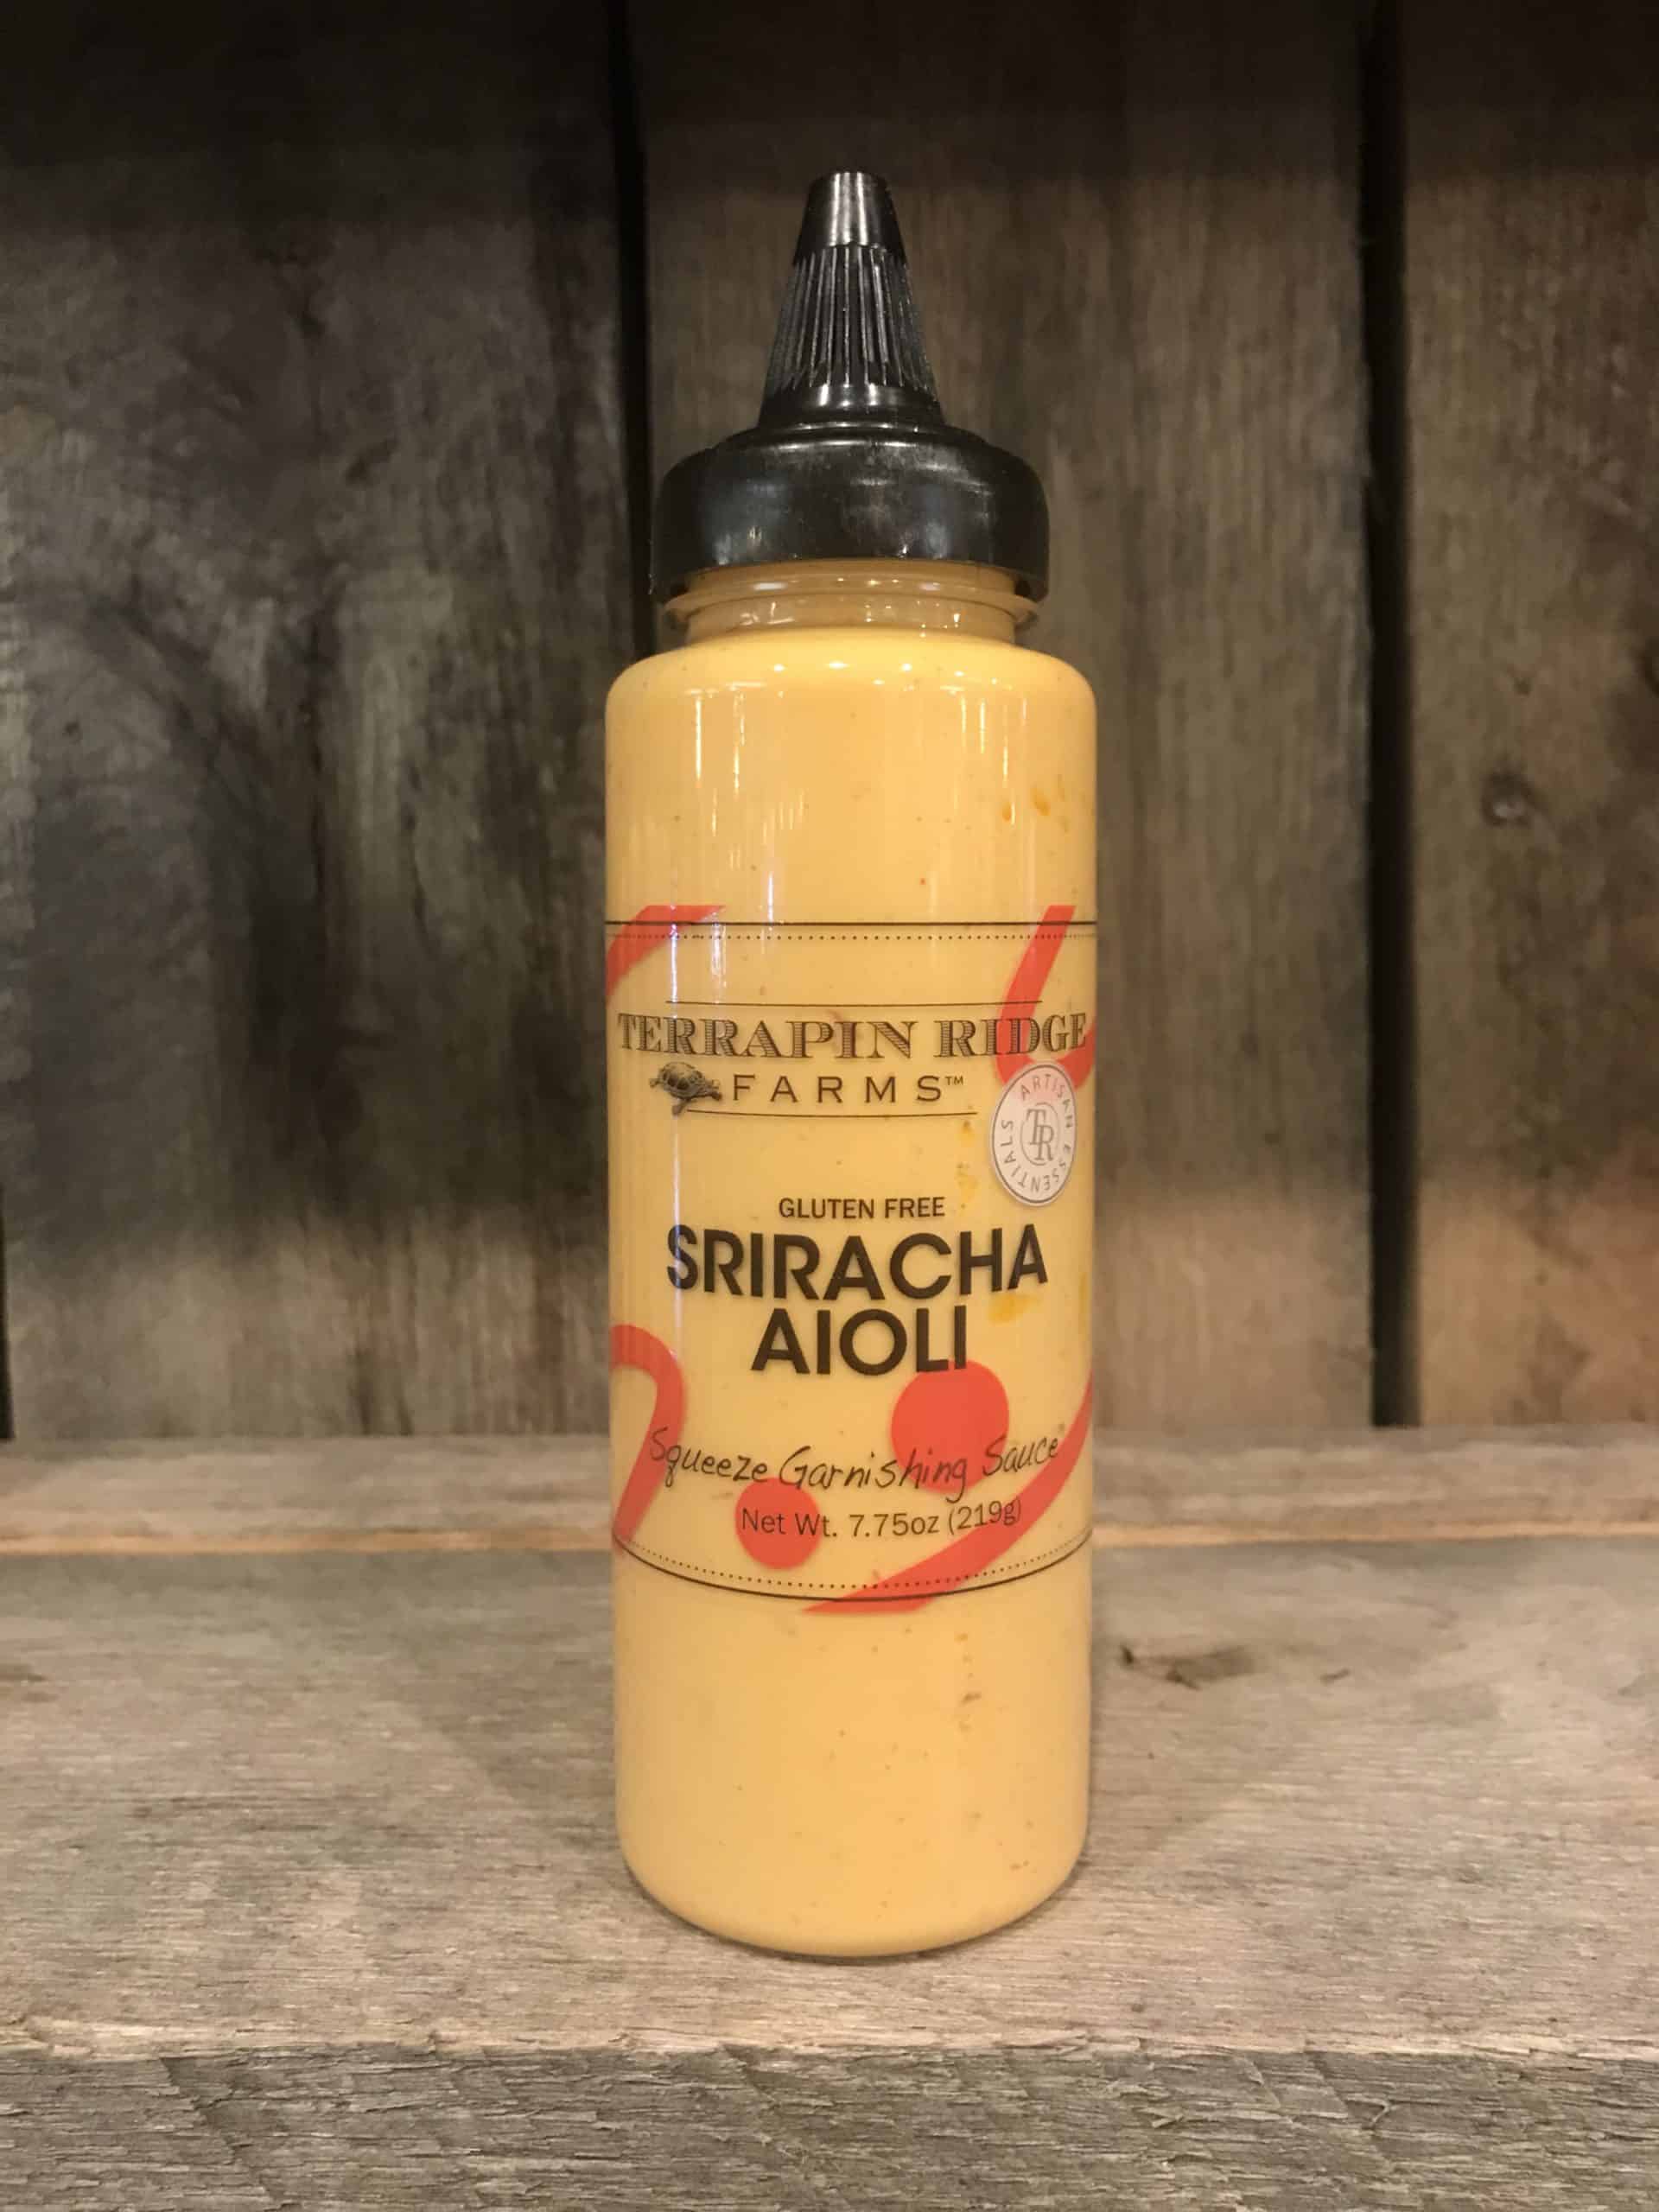 TERRAPIN RIDGE
FARMS™
ARTISAN ESSENTIALS
TR
GLUTEN FREE
SRIRACHA
AIOLI
Squeeze Garnishing Sauce®
Net Wt. 7.75oz (219g)